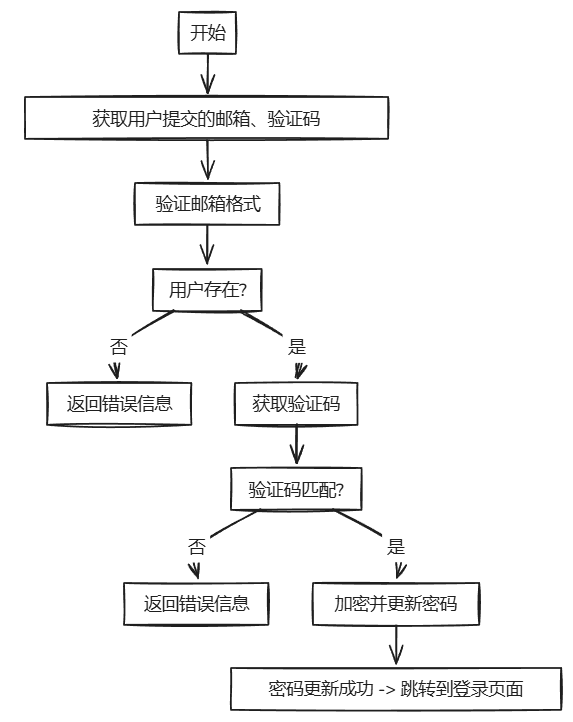 开始
获取用户提交的邮箱、验证码
验证邮箱格式
用户存在?
否
是
返回错误信息
获取验证码
验证码匹配?
否
是
返回错误信息
加密并更新密码
密码更新成功 -> 跳转到登录页面